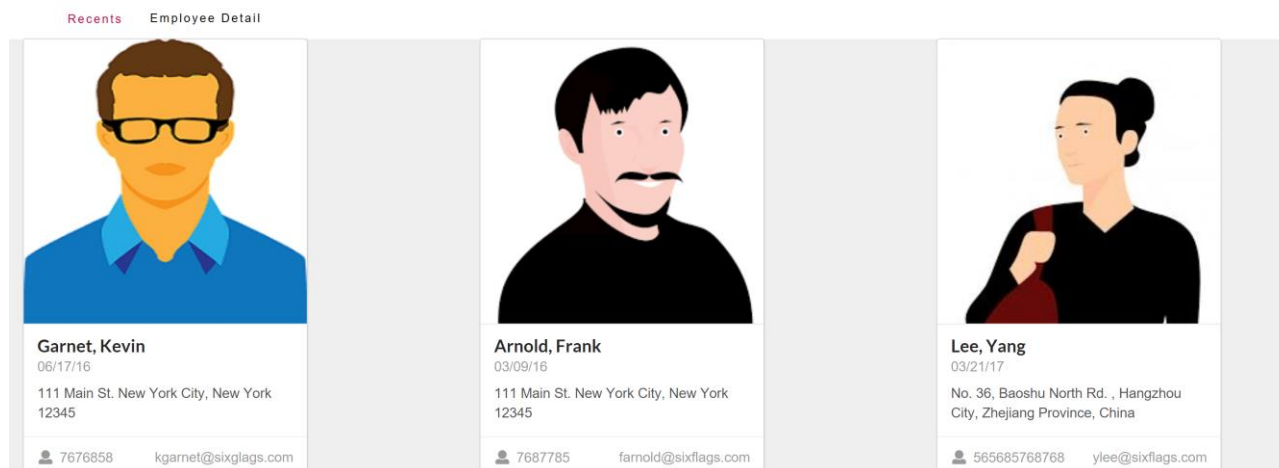 Recents Employee Detail
Garnet, Kevin
06/17/16
111 Main St. New York City, New York
12345
7676858 kgarnet@sixglags.com
Arnold, Frank
03/09/16
111 Main St. New York City, New York
12345
7687785 farnold@sixflags.com
Lee, Yang
03/21/17
No. 36, Baoshu North Rd. , Hangzhou
City, Zhejiang Province, China
565685768768 ylee@sixflags.com